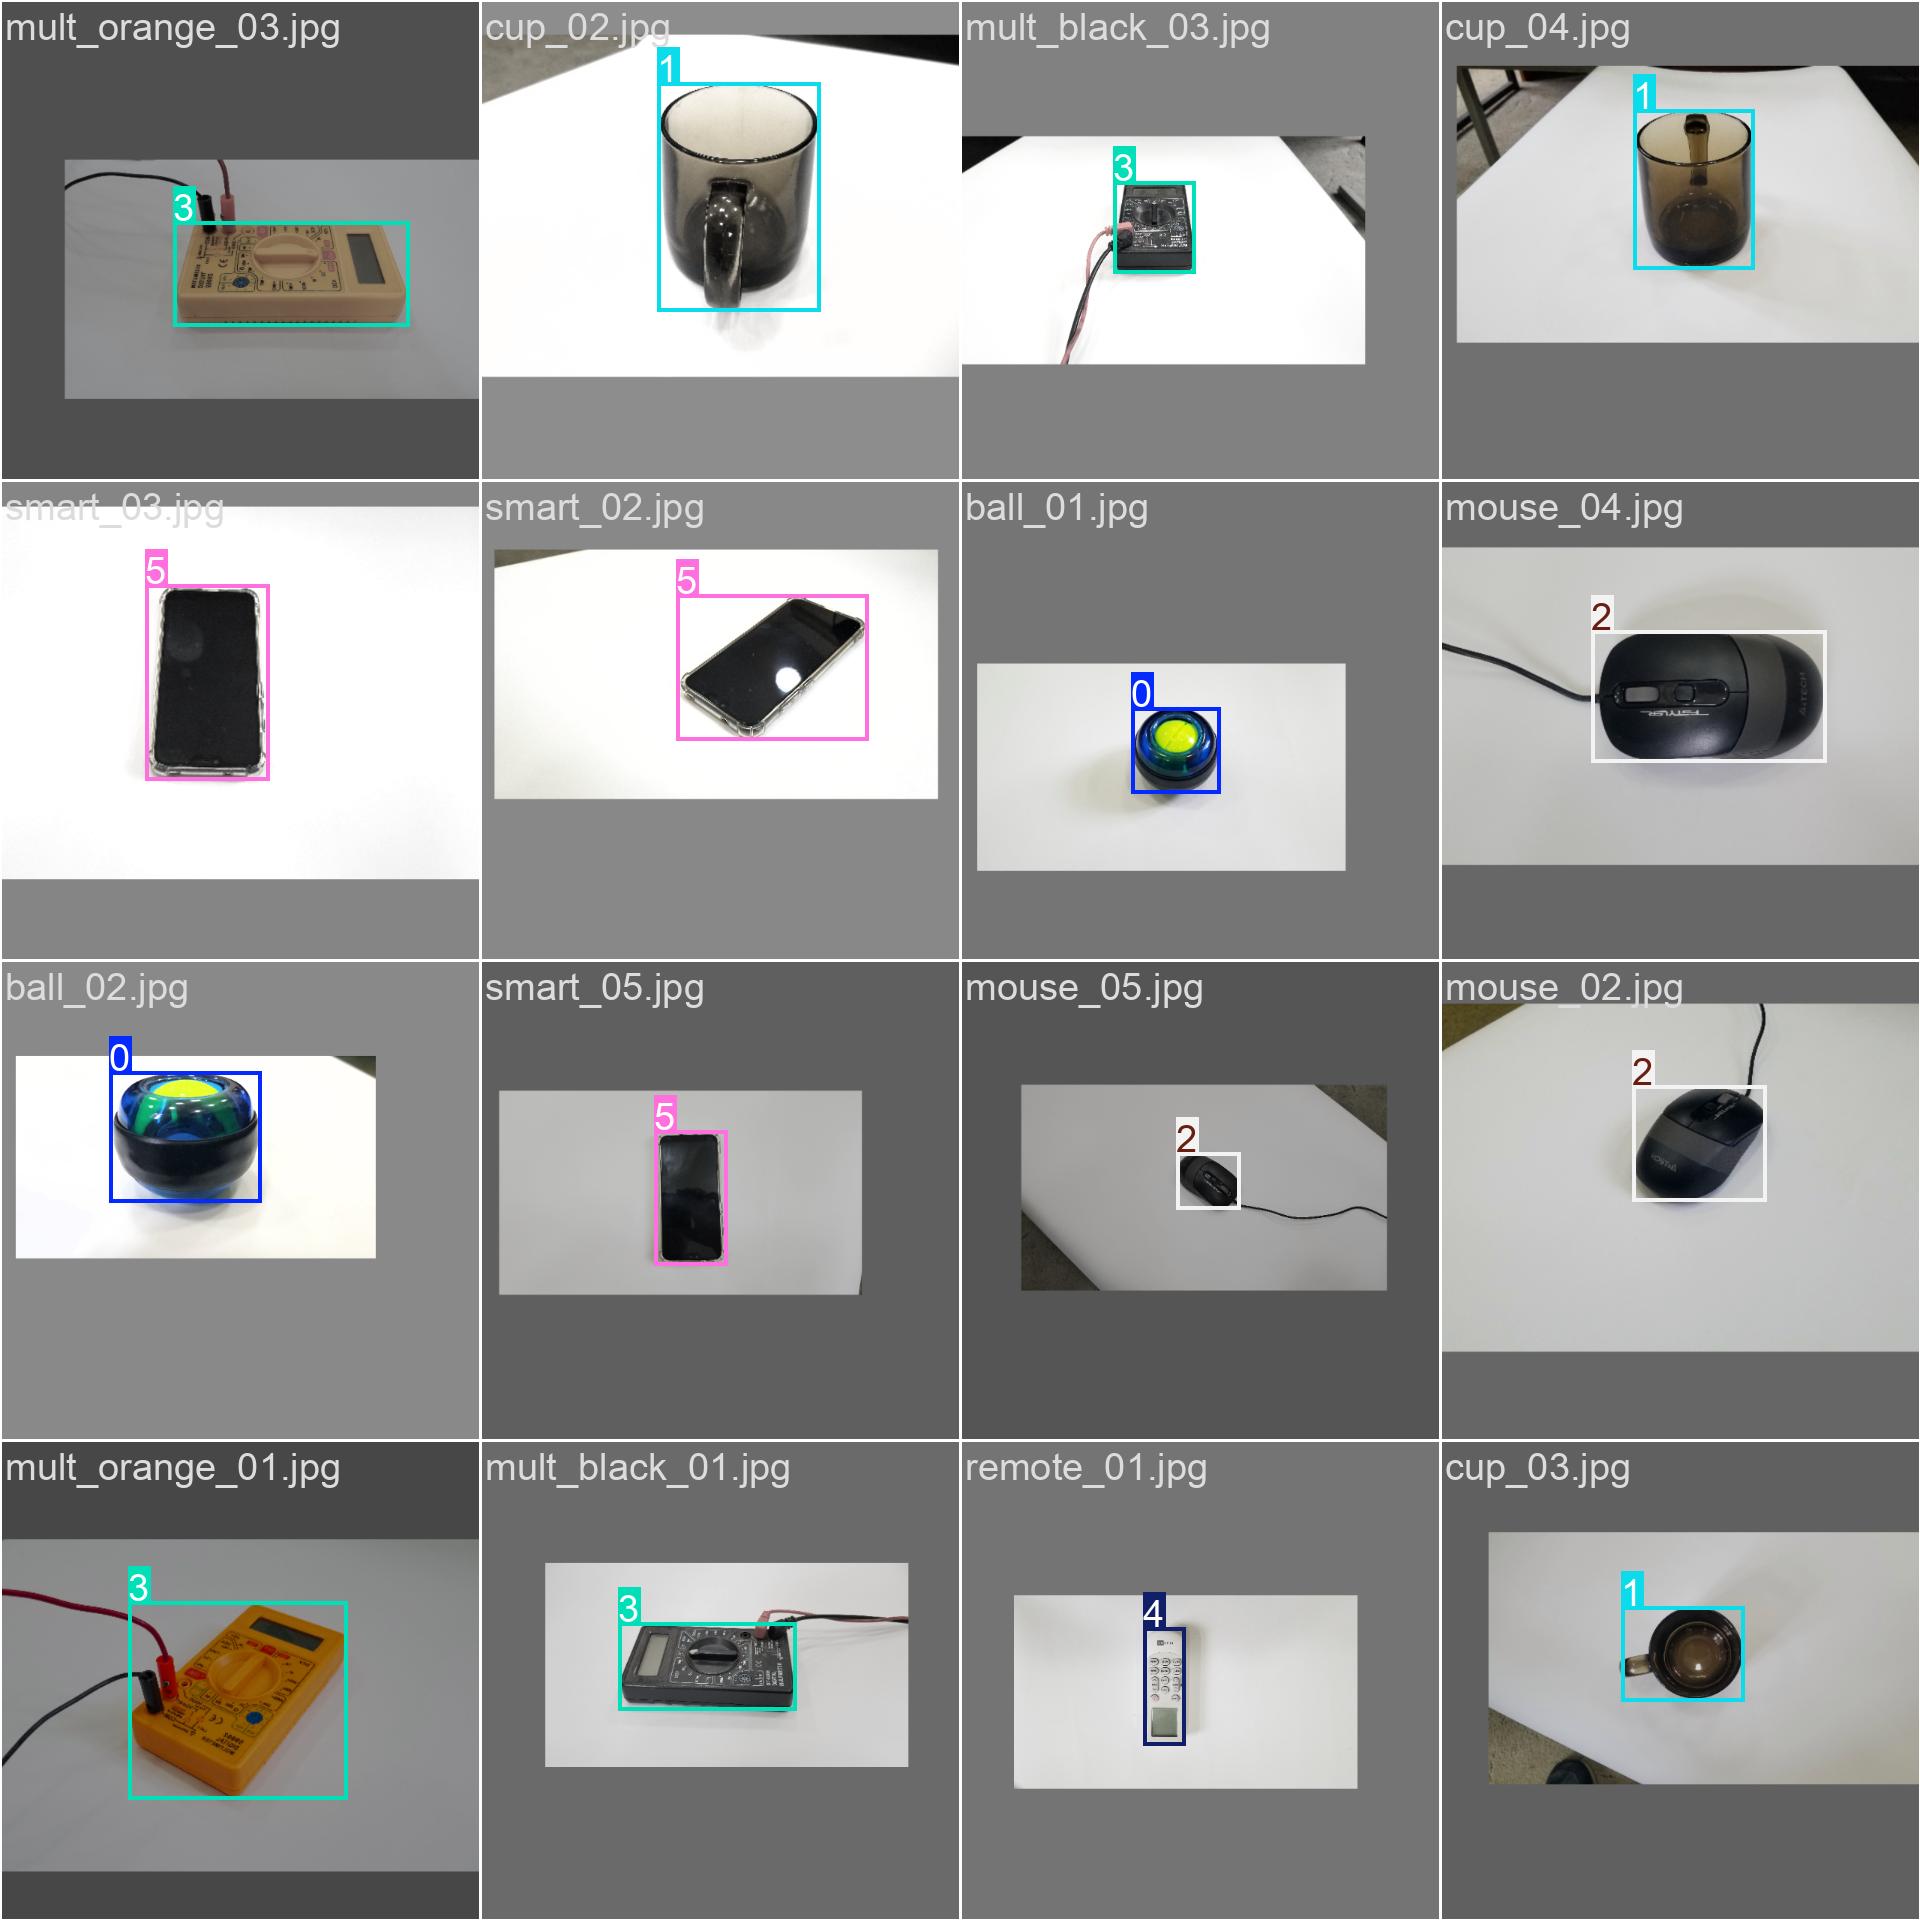 mult_orange_03.jpg
cup_02.jpg
mult_black_03.jpg
cup_04.jpg
3
1
3
1
smart_03.jpg
smart_02.jpg
ball_01.jpg
mouse_04.jpg
5
5
0
2
ball_02.jpg
smart_05.jpg
mouse_05.jpg
mouse_02.jpg
0
5
2
2
mult_orange_01.jpg
mult_black_01.jpg
remote_01.jpg
cup_03.jpg
3
3
4
1